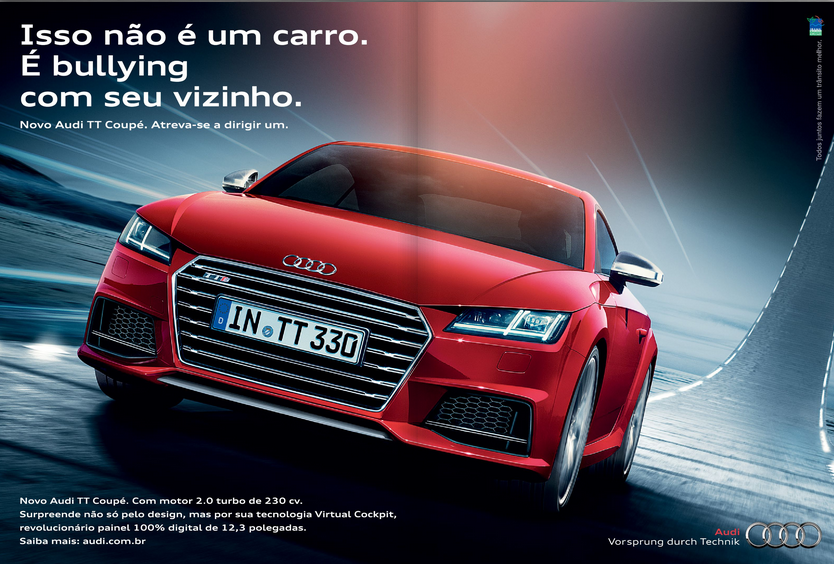 Isso não é um carro.
É bullying
com seu vizinho.
Novo Audi TT Coupé. Atreva-se a dirigir um.
Todos juntos fazem um trânsito melhor.
TTS
IN TT 330
D
Novo Audi TT Coupé. Com motor 2.0 turbo de 230 cv.
Surpreende não só pelo design, mas por sua tecnologia Virtual Cockpit,
revolucionário painel 100% digital de 12,3 polegadas.
Saiba mais: audi.com.br
Audi
Vorsprung durch Technik